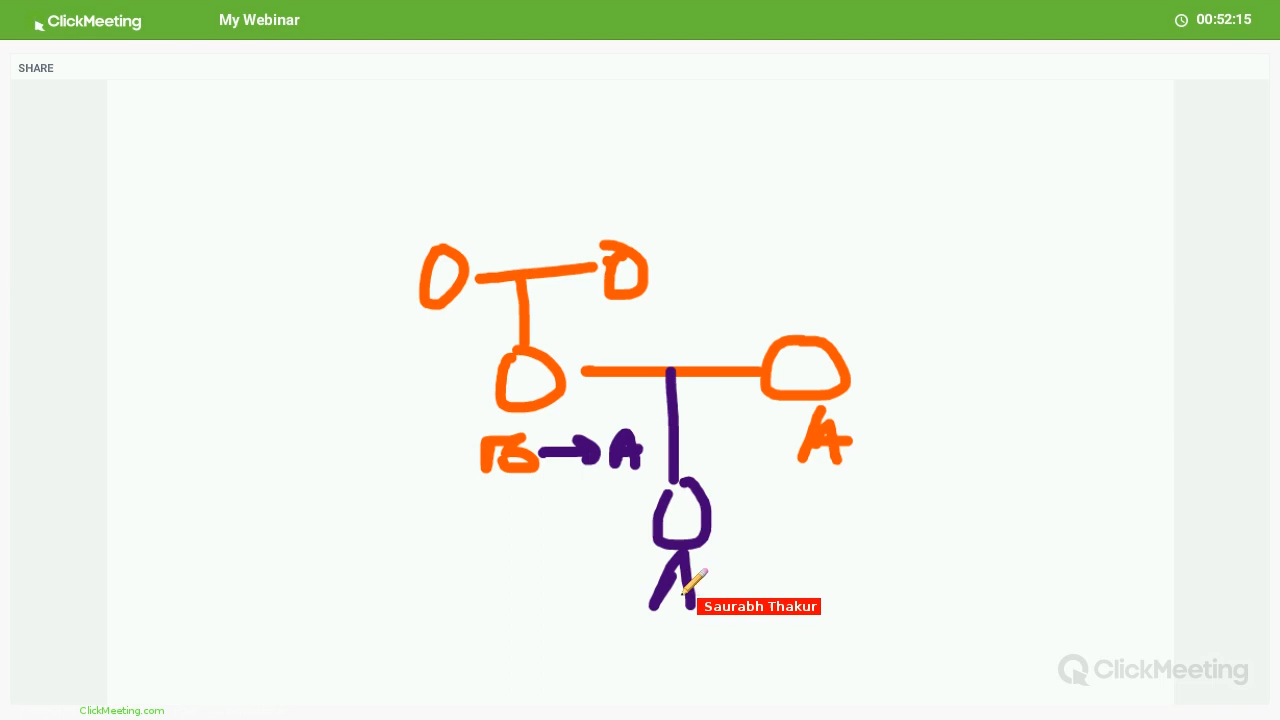 ClickMeeting My Webinar 00:52:15
SHARE
B → A A
A
Saurabh Thakur
ClickMeeting
ClickMeeting.com